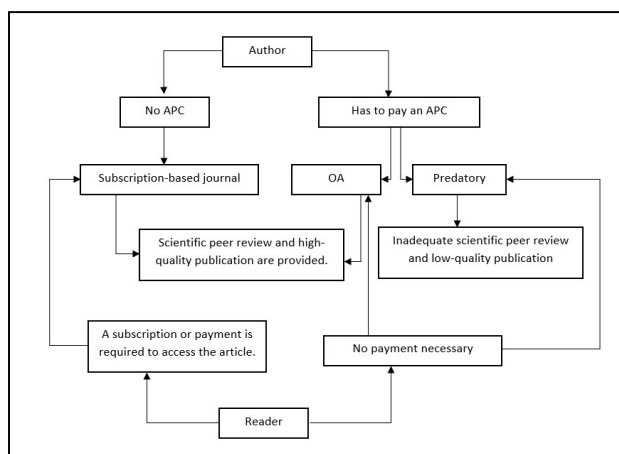 Author
No APC
Has to pay an APC
Subscription-based journal
OA
Predatory
Scientific peer review and high-
quality publication are provided.
Inadequate scientific peer review
and low-quality publication
A subscription or payment is
required to access the article.
No payment necessary
Reader